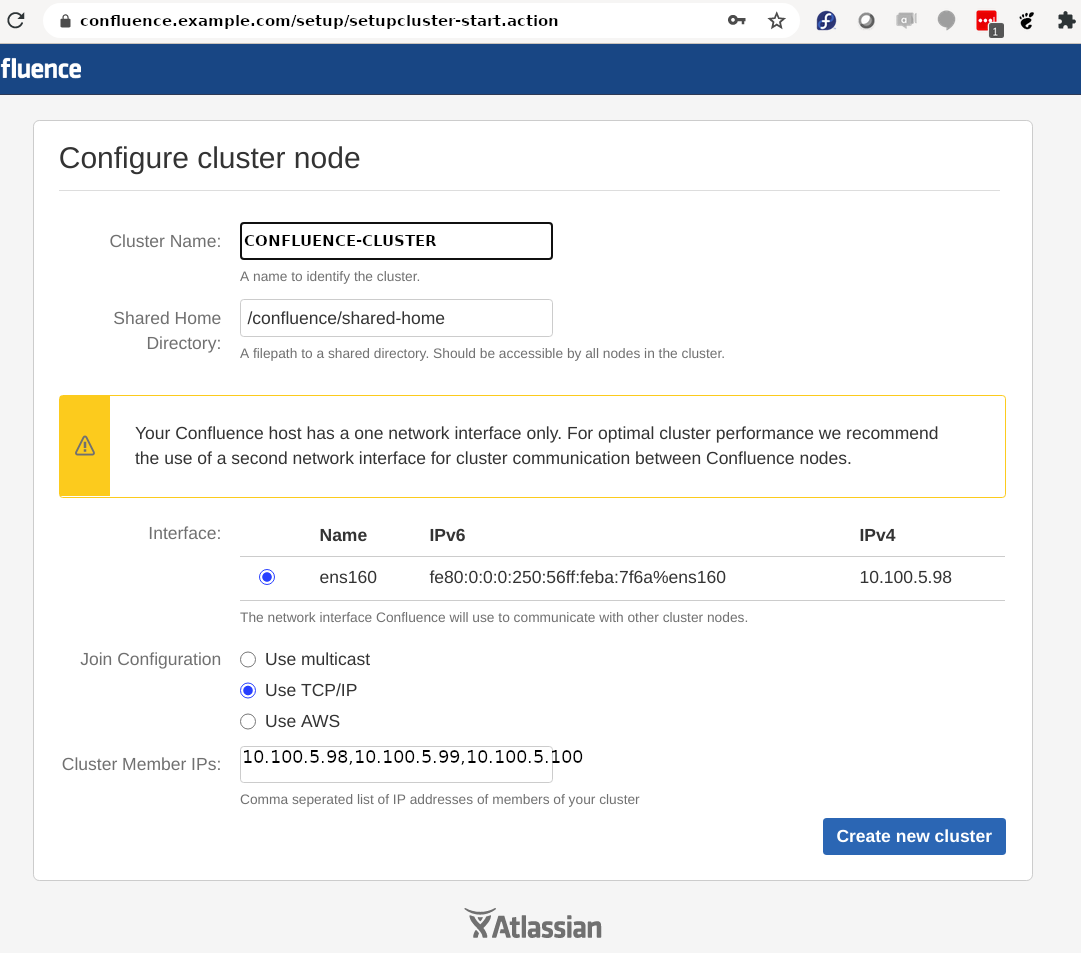 confluence.example.com/setup/setupcluster-start.action
1
fluence
Configure cluster node
Cluster Name:
CONFLUENCE-CLUSTER
A name to identify the cluster.
Shared Home
Directory:
/confluence/shared-home
A filepath to a shared directory. Should be accessible by all nodes in the cluster.
Your Confluence host has a one network interface only. For optimal cluster performance we recommend
the use of a second network interface for cluster communication between Confluence nodes.
Interface:
Name IPv6 IPv4
ens160 fe80:0:0:0:250:56ff:feba:7f6a%ens160 10.100.5.98
The network interface Confluence will use to communicate with other cluster nodes.
Join Configuration
Use multicast
Use TCP/IP
Use AWS
Cluster Member IPs:
10.100.5.98,10.100.5.99,10.100.5.100
Comma seperated list of IP addresses of members of your cluster
Create new cluster
Atlassian